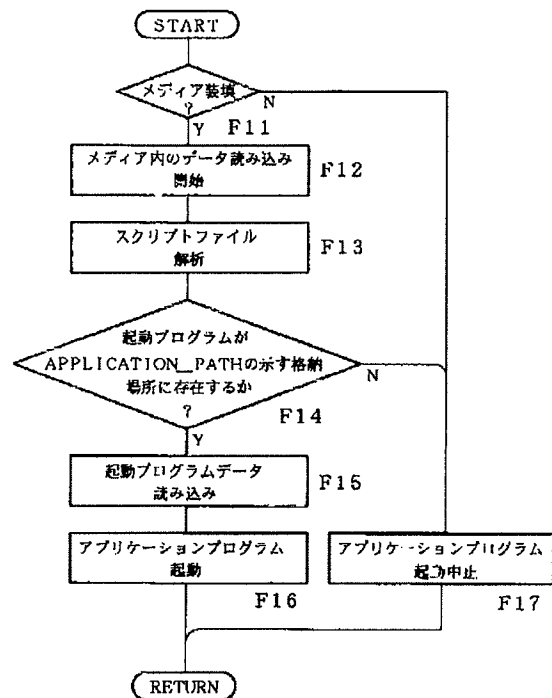 START
メディア装填
?
N
Y
F11
メディア内のデータ読み込み
開始
F12
スクリプトファイル
解析
F13
起動プログラムが
APPLICATION__PATHの示す格納
場所に存在するか
?
N
F14
Y
起動プログラムデータ
読み込み
F15
アプリケーションプログラム
起動
F16
アプリケーションプログラム
起動中止
F17
RETURN